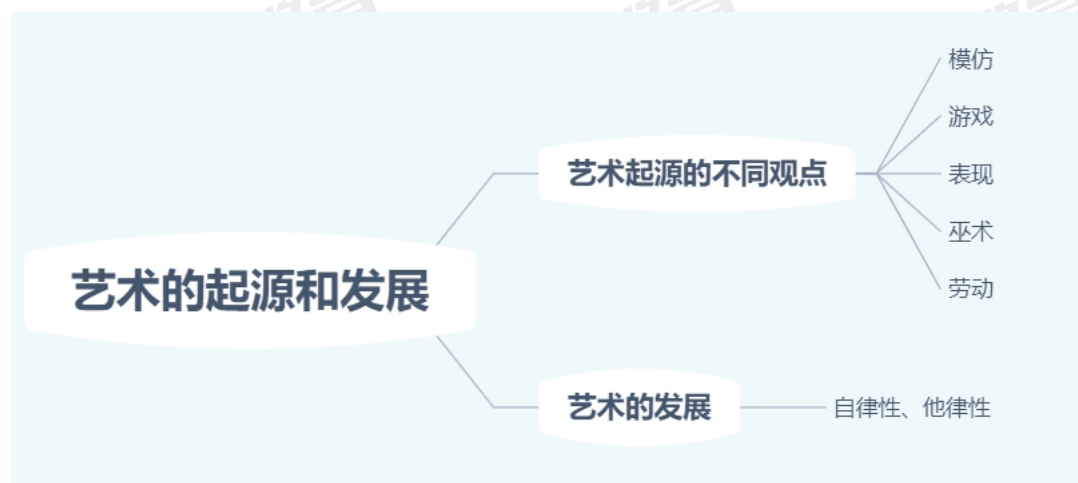 艺术的起源和发展
艺术起源的不同观点
模仿
游戏
表现
巫术
劳动
艺术的发展
自律性、他律性